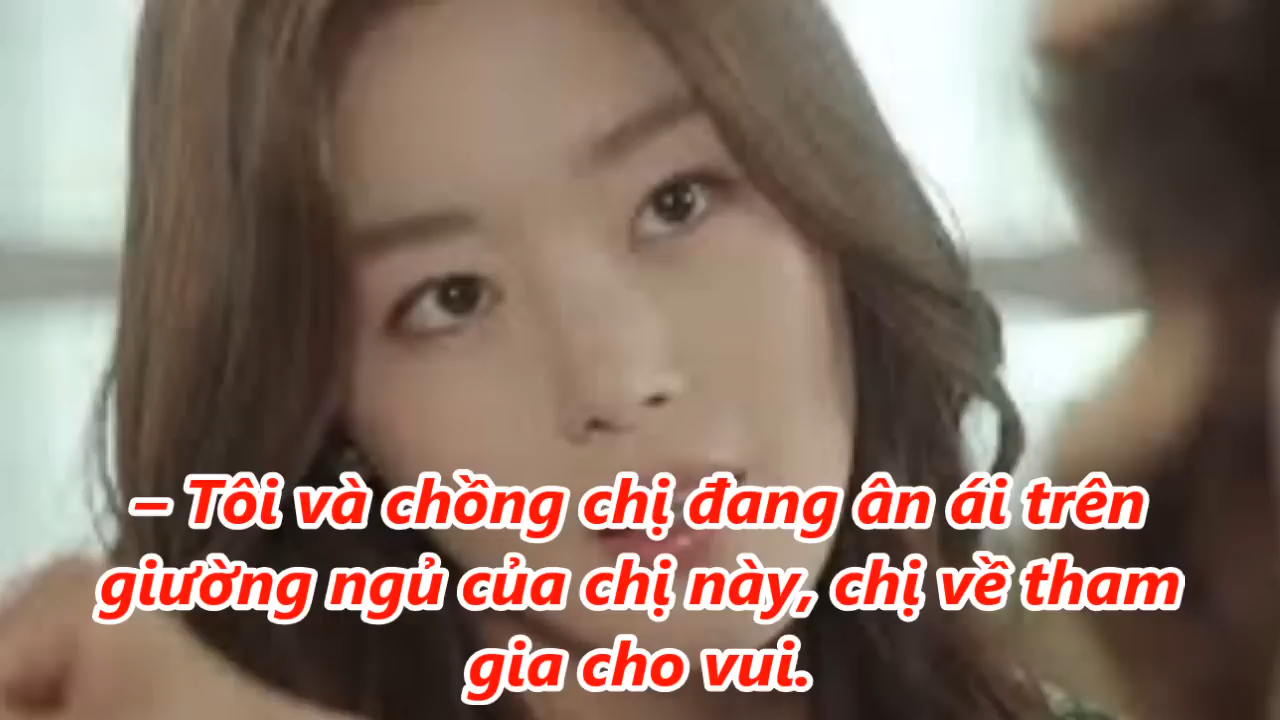 – Tôi và chồng chị đang ân ái trên
giường ngủ của chị này, chị về tham
gia cho vui.